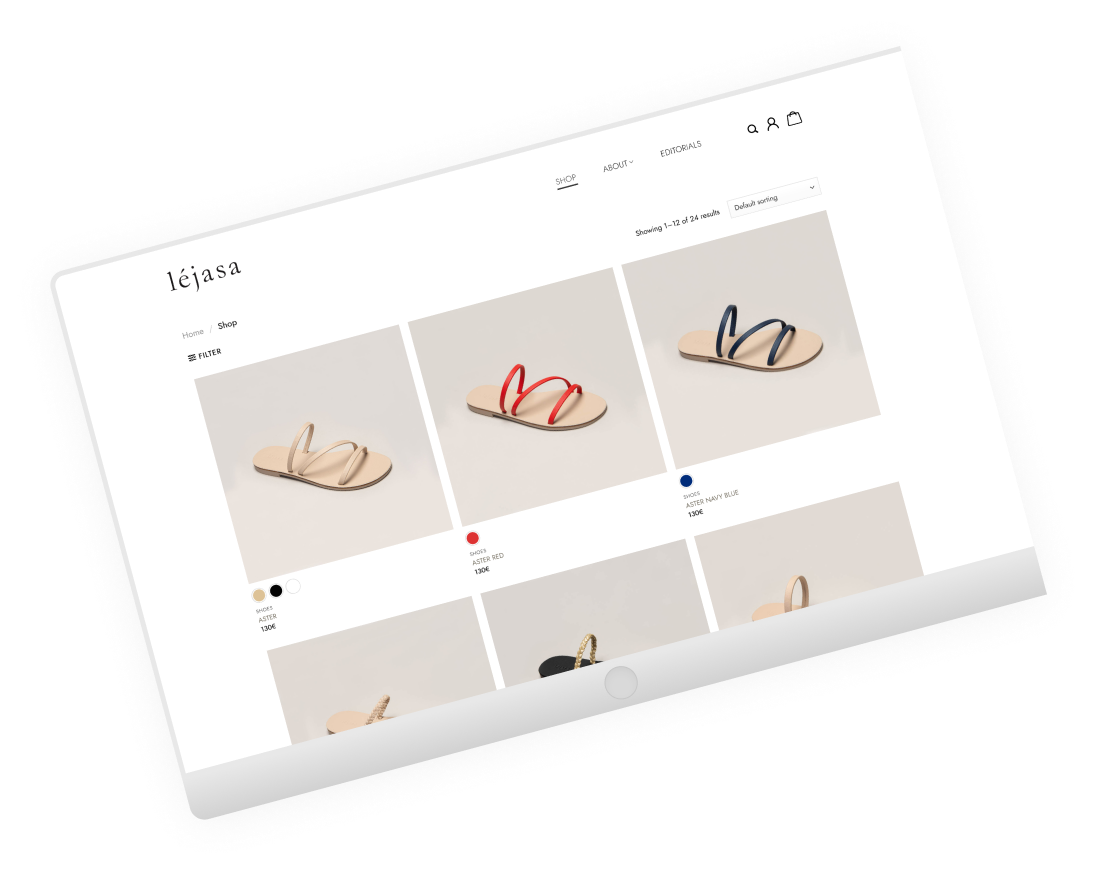 SHOP
ABOUT
EDITORIALS
léjasa
Home / Shop
FILTER
Showing 1–12 of 24 results
Default sorting
SHOES
ASTER
130€
SHOES
ASTER RED
130€
SHOES
ASTER NAVY BLUE
130€